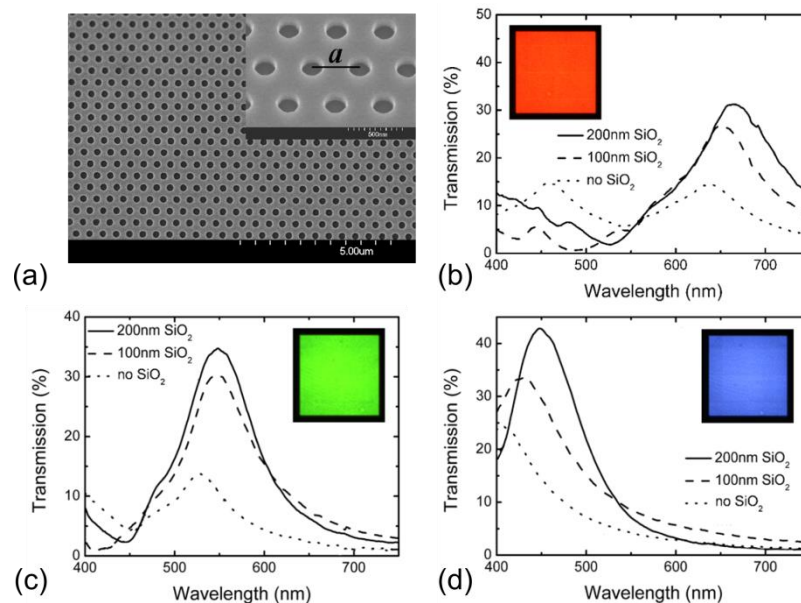 a
500nm
5.00um
(a)
50
40
30
20
10
0
Transmission (%)
200nm SiO₂
100nm SiO₂
no SiO₂
400 500 600 700
Wavelength (nm)
(b)
40
30
20
10
0
Transmission (%)
200nm SiO₂
100nm SiO₂
no SiO₂
400 500 600 700
Wavelength (nm)
(c)
50
40
30
20
10
0
Transmission (%)
200nm SiO₂
100nm SiO₂
no SiO₂
400 500 600 700
Wavelength (nm)
(d)